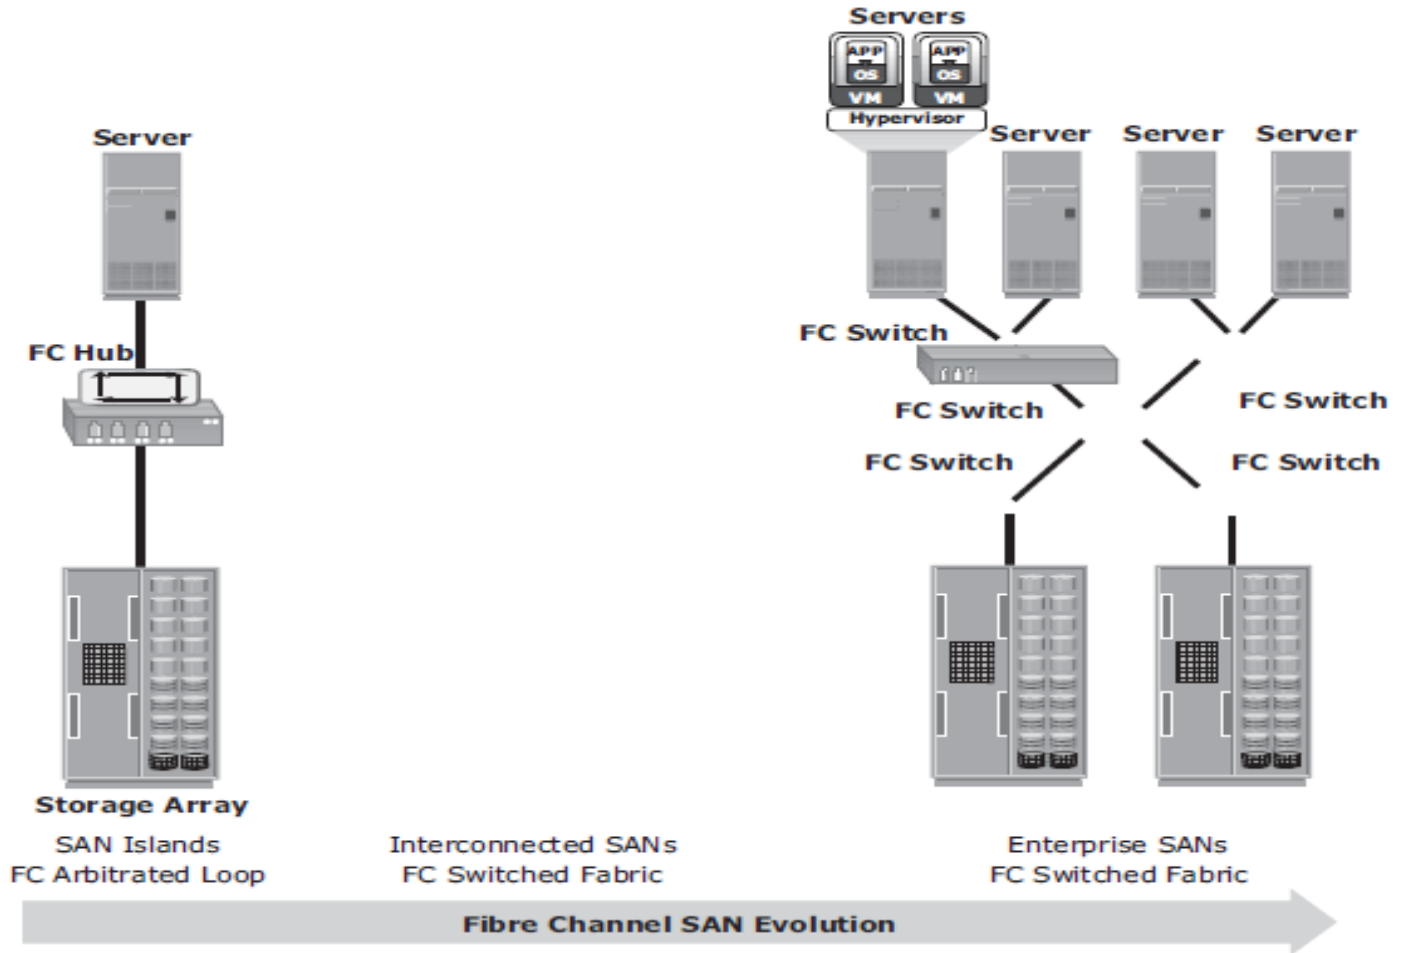 Servers
APP APP
OS OS
VM VM
Hypervisor
Server
Server
Server
Server
FC Switch
FC Hub
FC Switch
FC Switch
FC Switch
FC Switch
Storage Array
SAN Islands
FC Arbitrated Loop
Interconnected SANs
FC Switched Fabric
Enterprise SANs
FC Switched Fabric
Fibre Channel SAN Evolution